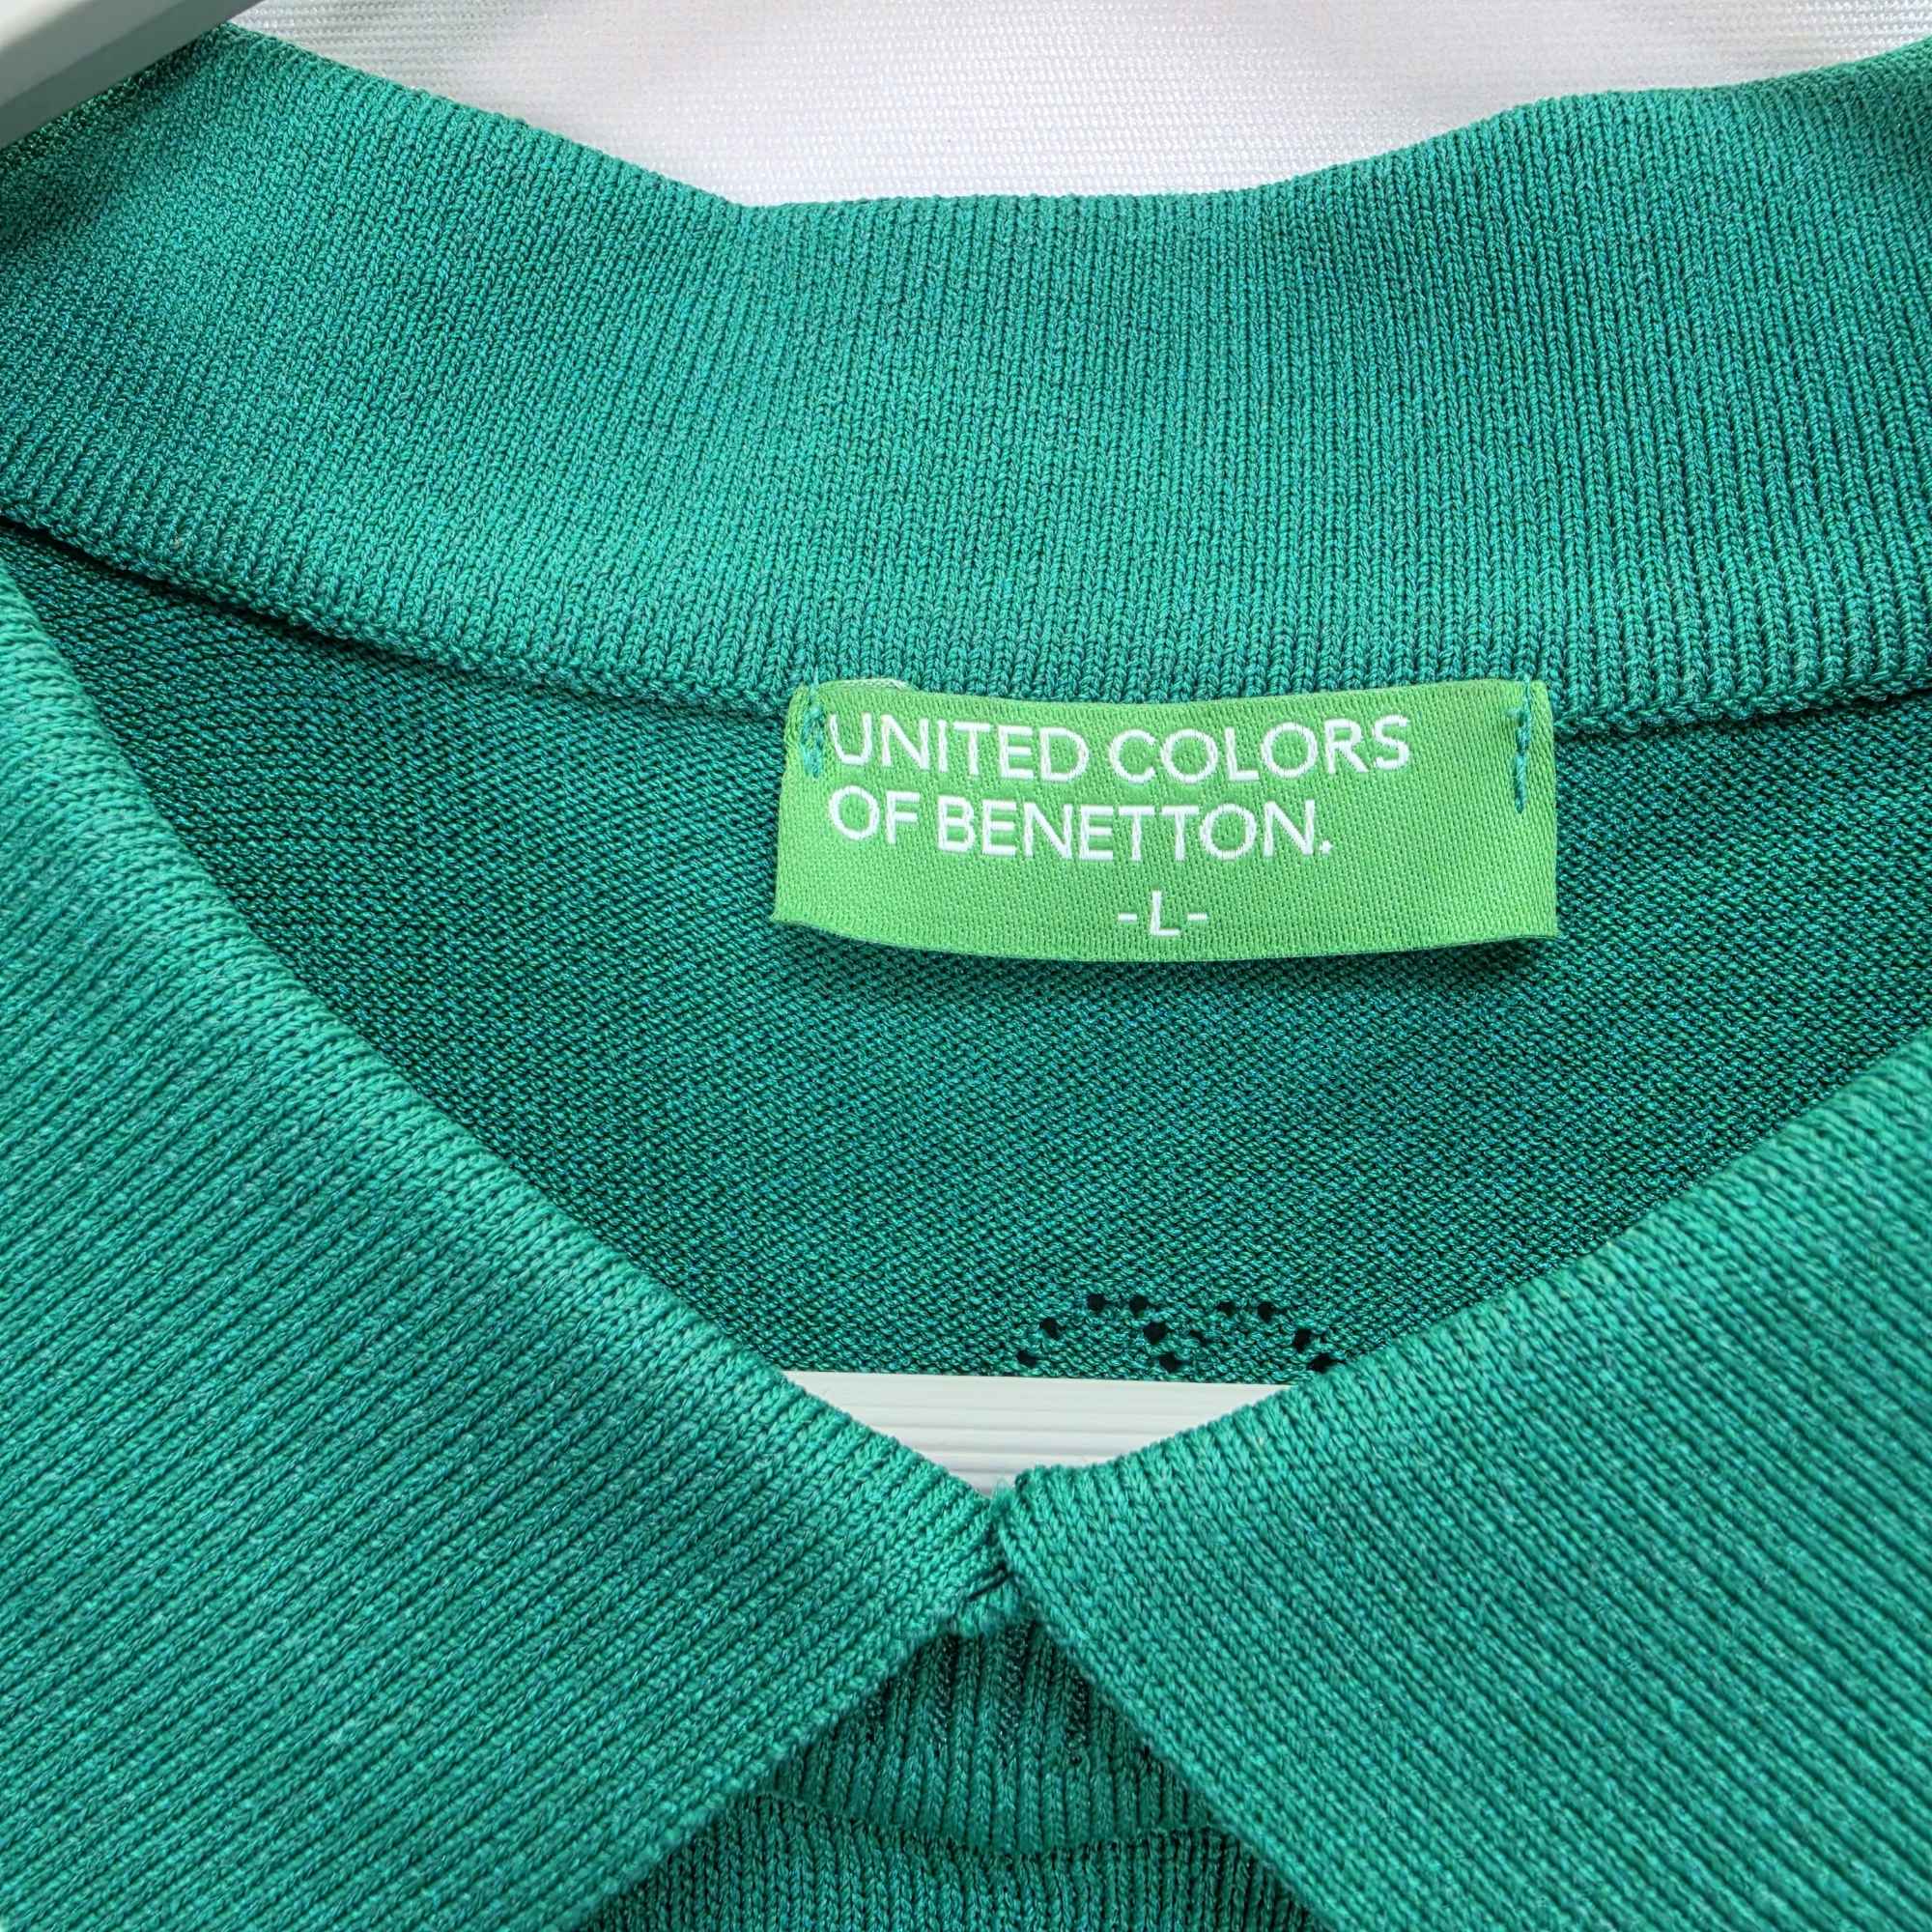 UNITED COLORS
OF BENETTON.
-L-